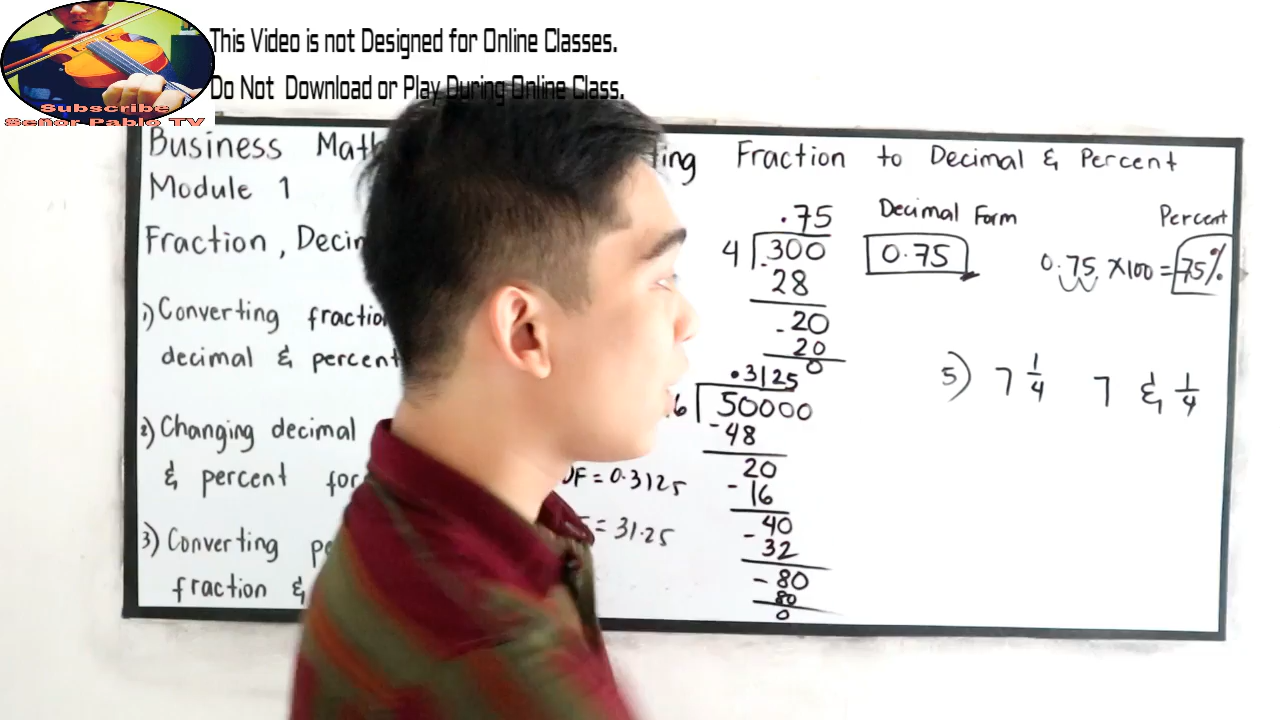 This Video is not Designed for Online Classes.
Do Not Download or Play During Online Class.
Subscribe
Señor Pablo TV
Business Math
Module 1
Fraction, Decim
1) Converting fraction
decimal & percent
2) Changing decimal
& percent for
3) Converting pe
fraction &
ting Fraction to Decimal & Percent
.75
4 300
- 28
- 20
20
0
Decimal Form
0.75
Percent
0.75 x100 = 75%
.3125
6 50000
- 48
20
- 16
- 40
32
- 80
80
0
DF = 0.3125
= 31.25
5) 7 1/4 7 & 1/4